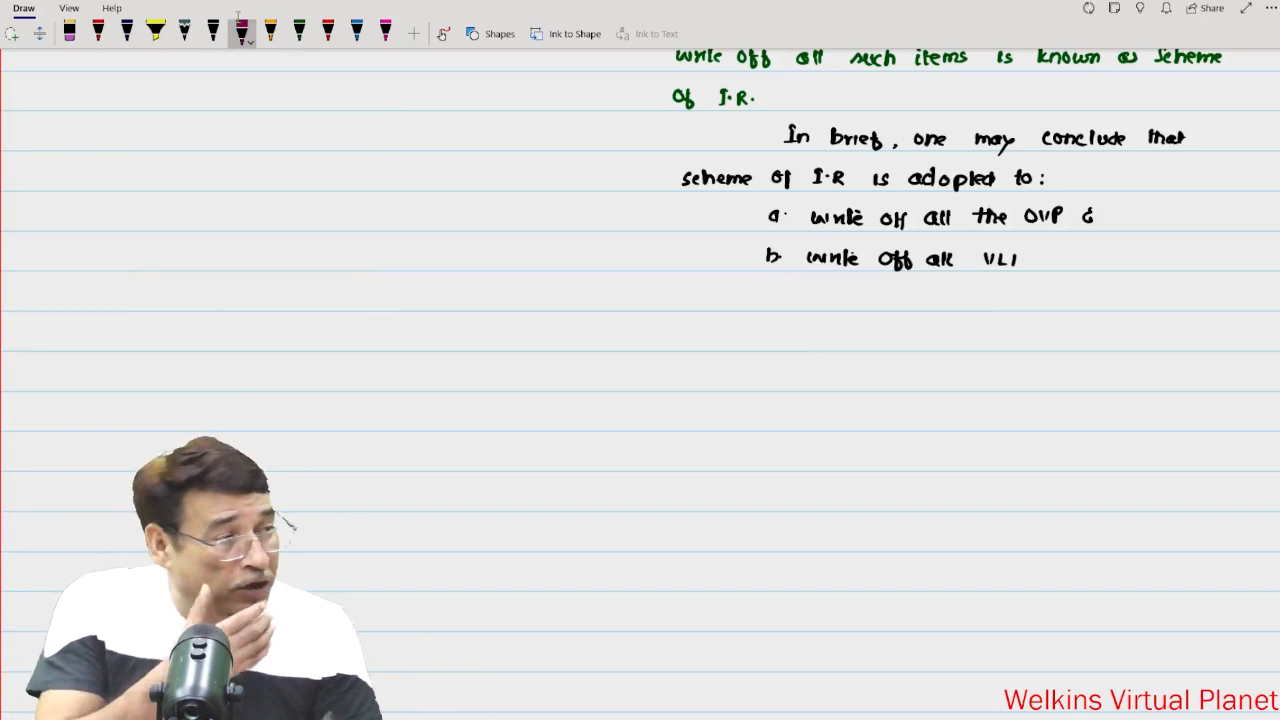 Draw View Help
Share
Shapes Ink to Shape Ink to Text
write off all such items is known as scheme
of I.R.
In brief, one may conclude that
scheme of I.R is adopted to:
a. write off all the OVP &
b write off all VLI
Welkins Virtual Planet